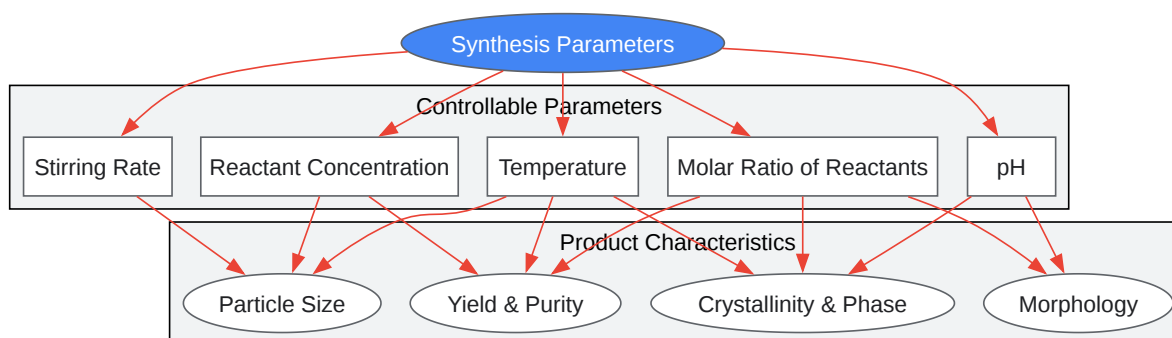 Synthesis Parameters
Controllable Parameters
Stirring Rate
Reactant Concentration
Temperature
Molar Ratio of Reactants
pH
Product Characteristics
Particle Size
Yield & Purity
Crystallinity & Phase
Morphology